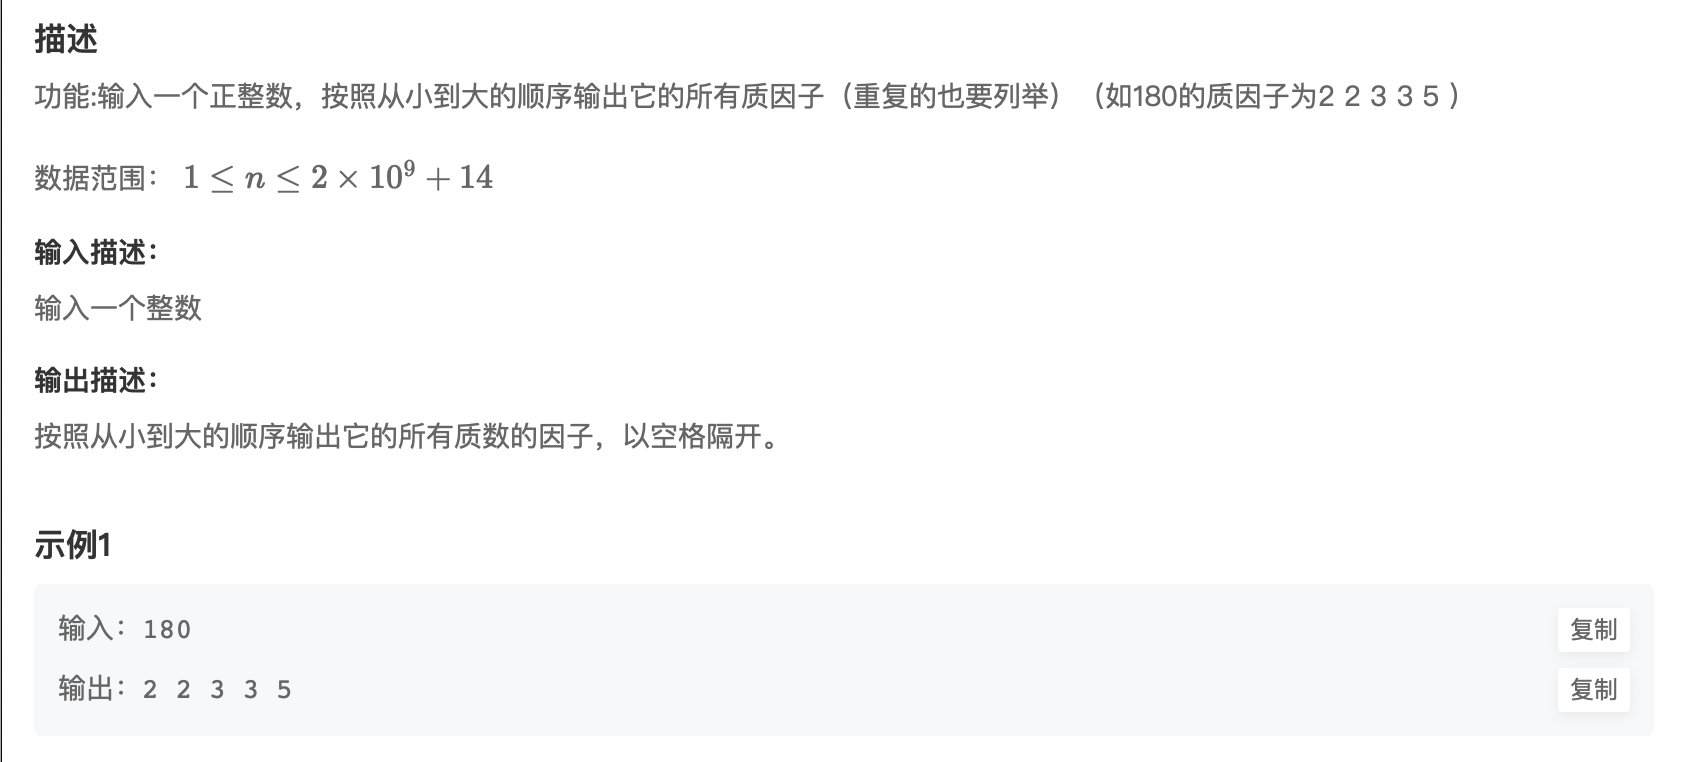 描述
功能:输入一个正整数，按照从小到大的顺序输出它的所有质因子（重复的也要列举）（如180的质因子为2 2 3 3 5 ）
数据范围： 1 ≤ n ≤ 2 × 10⁹ + 14
输入描述：
输入一个整数
输出描述：
按照从小到大的顺序输出它的所有质数的因子，以空格隔开。
示例1
输入：180 复制
输出：2 2 3 3 5 复制